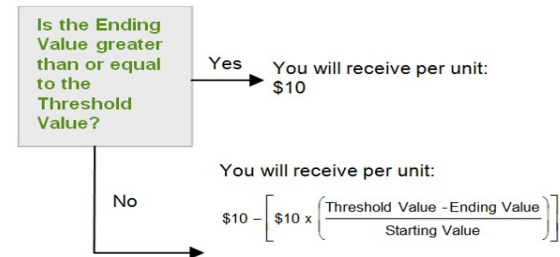 Is the Ending
Value greater
than or equal
to the
Threshold
Value?
Yes
You will receive per unit:
$10
No
You will receive per unit:
$10 – [ $10 x ( Threshold Value - Ending Value
Starting Value ) ]